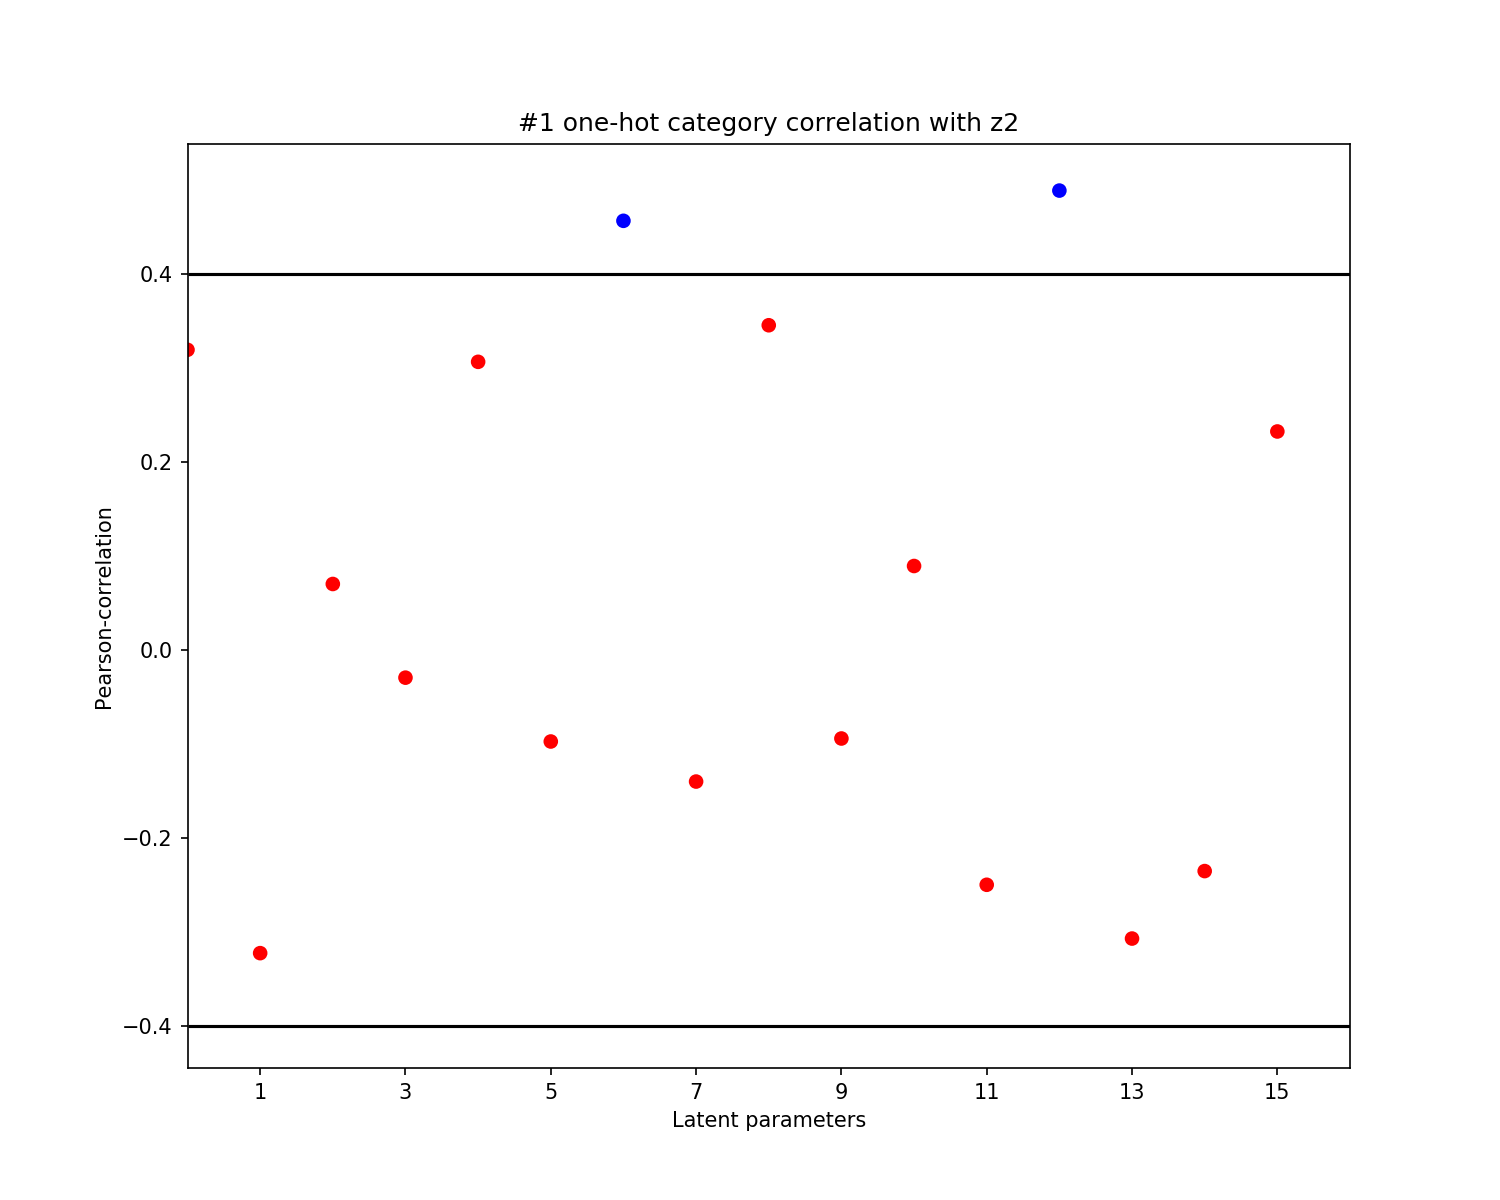 #1 one-hot category correlation with z2
Pearson-correlation
0.4
0.2
0.0
−0.2
−0.4
1 3 5 7 9 11 13 15
Latent parameters